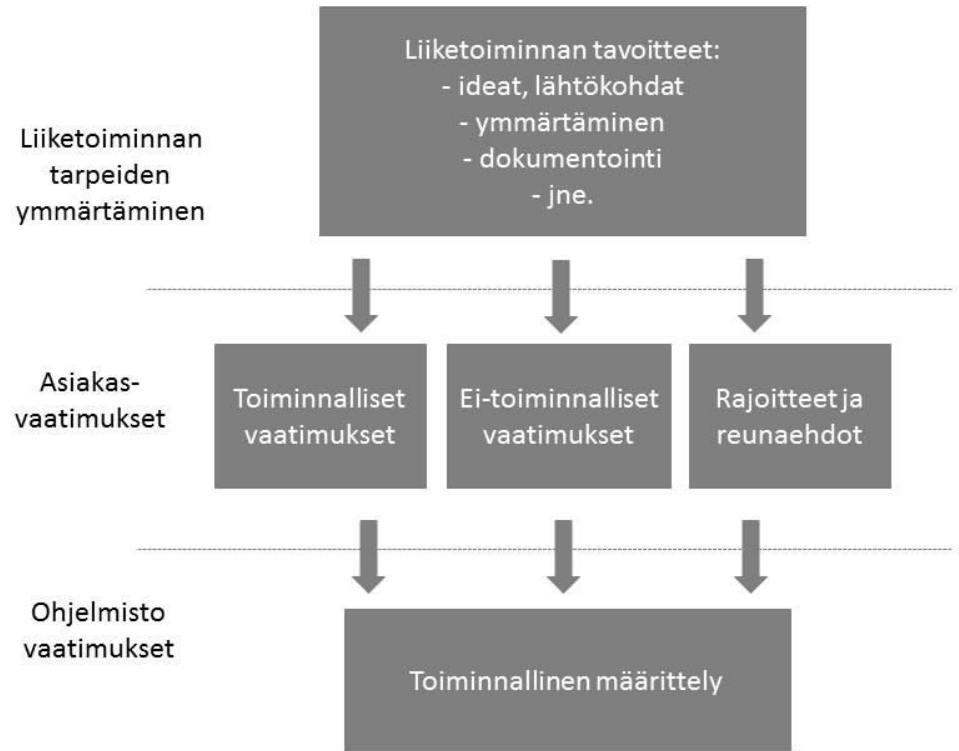 Liiketoiminnan tavoitteet:
- ideat, lähtökohdat
- ymmärtäminen
- dokumentointi
- jne.
Liiketoiminnan
tarpeiden
ymmärtäminen
Asiakas-
vaatimukset
Toiminnalliset
vaatimukset
Ei-toiminnalliset
vaatimukset
Rajoitteet ja
reunaehdot
Ohjelmisto
vaatimukset
Toiminnallinen määrittely